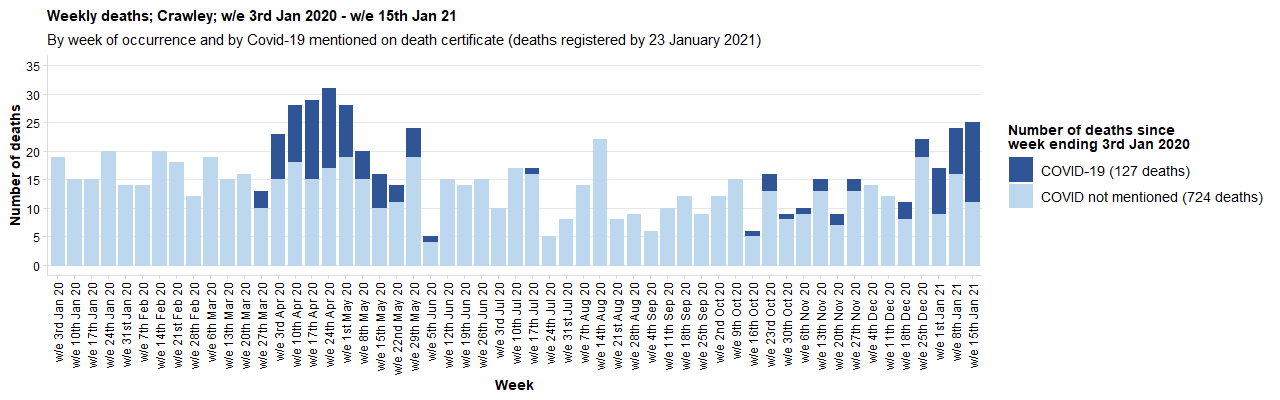 Weekly deaths; Crawley; w/e 3rd Jan 2020 - w/e 15th Jan 21
By week of occurrence and by Covid-19 mentioned on death certificate (deaths registered by 23 January 2021)
Number of deaths
35
30
25
20
15
10
5
0
w/e 3rd Jan 20
w/e 10th Jan 20
w/e 17th Jan 20
w/e 24th Jan 20
w/e 31st Jan 20
w/e 7th Feb 20
w/e 14th Feb 20
w/e 21st Feb 20
w/e 28th Feb 20
w/e 6th Mar 20
w/e 13th Mar 20
w/e 20th Mar 20
w/e 27th Mar 20
w/e 3rd Apr 20
w/e 10th Apr 20
w/e 17th Apr 20
w/e 24th Apr 20
w/e 1st May 20
w/e 8th May 20
w/e 15th May 20
w/e 22nd May 20
w/e 29th May 20
w/e 5th Jun 20
w/e 12th Jun 20
w/e 19th Jun 20
w/e 26th Jun 20
w/e 3rd Jul 20
w/e 10th Jul 20
w/e 17th Jul 20
w/e 24th Jul 20
w/e 31st Jul 20
w/e 7th Aug 20
w/e 14th Aug 20
w/e 21st Aug 20
w/e 28th Aug 20
w/e 4th Sep 20
w/e 11th Sep 20
w/e 18th Sep 20
w/e 25th Sep 20
w/e 2nd Oct 20
w/e 9th Oct 20
w/e 16th Oct 20
w/e 23rd Oct 20
w/e 30th Oct 20
w/e 6th Nov 20
w/e 13th Nov 20
w/e 20th Nov 20
w/e 27th Nov 20
w/e 4th Dec 20
w/e 11th Dec 20
w/e 18th Dec 20
w/e 25th Dec 20
w/e 1st Jan 21
w/e 8th Jan 21
w/e 15th Jan 21
Week
Number of deaths since
week ending 3rd Jan 2020
COVID-19 (127 deaths)
COVID not mentioned (724 deaths)